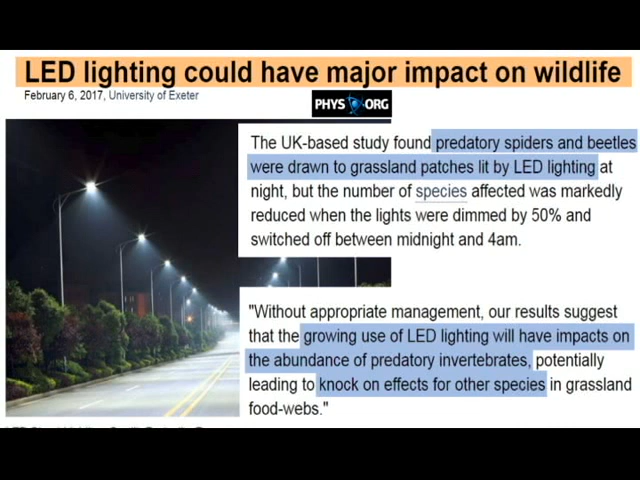 LED lighting could have major impact on wildlife
February 6, 2017, University of Exeter
PHYS ORG
The UK-based study found predatory spiders and beetles
were drawn to grassland patches lit by LED lighting at
night, but the number of species affected was markedly
reduced when the lights were dimmed by 50% and
switched off between midnight and 4am.
"Without appropriate management, our results suggest
that the growing use of LED lighting will have impacts on
the abundance of predatory invertebrates, potentially
leading to knock on effects for other species in grassland
food-webs."